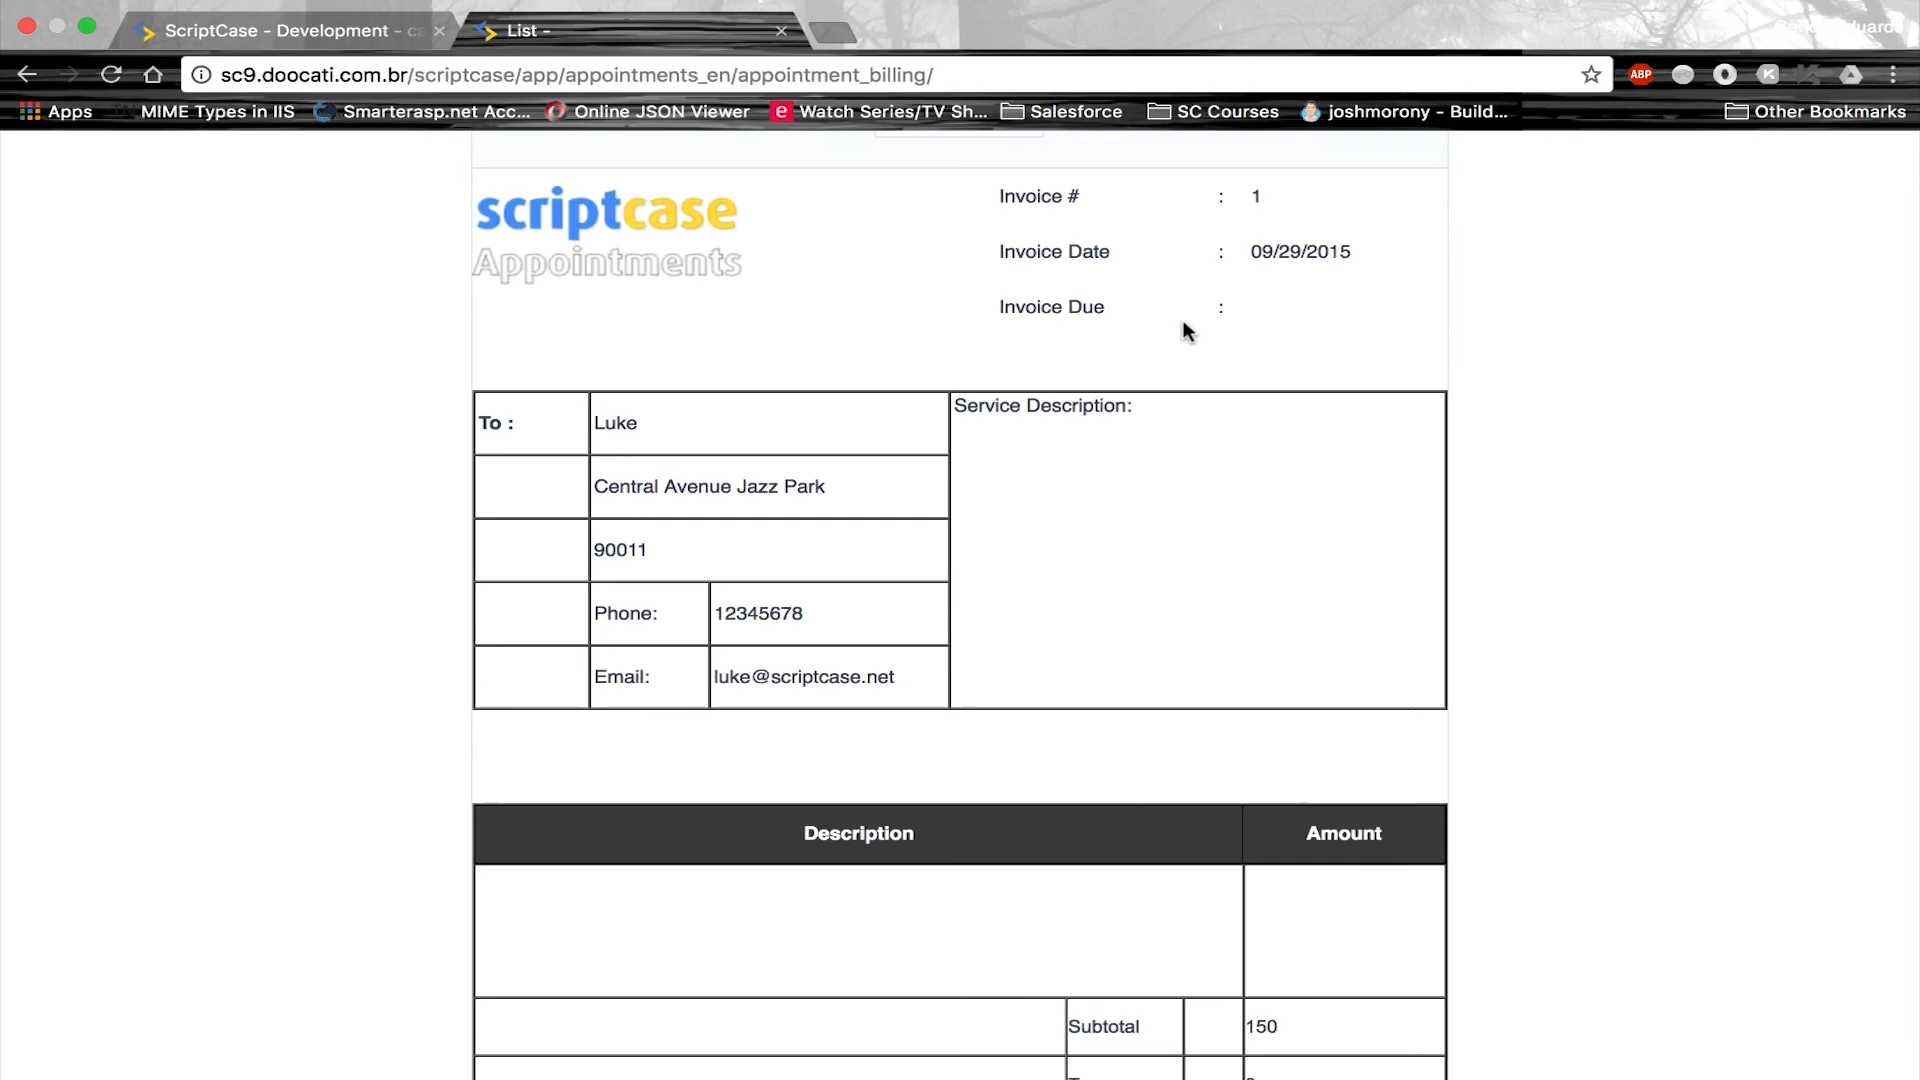 ScriptCase - Development - ca
List -
sc9.doocati.com.br/scriptcase/app/appointments_en/appointment_billing/
ABP
Apps
MIME Types in IIS
Smarterasp.net Acc...
Online JSON Viewer
Watch Series/TV Sh...
Salesforce
SC Courses
joshmorony - Build...
Other Bookmarks
scriptcase
Appointments
Invoice # : 1
Invoice Date : 09/29/2015
Invoice Due :
To : Luke
Service Description:
Central Avenue Jazz Park
90011
Phone: 12345678
Email: luke@scriptcase.net
Description Amount
Subtotal 150